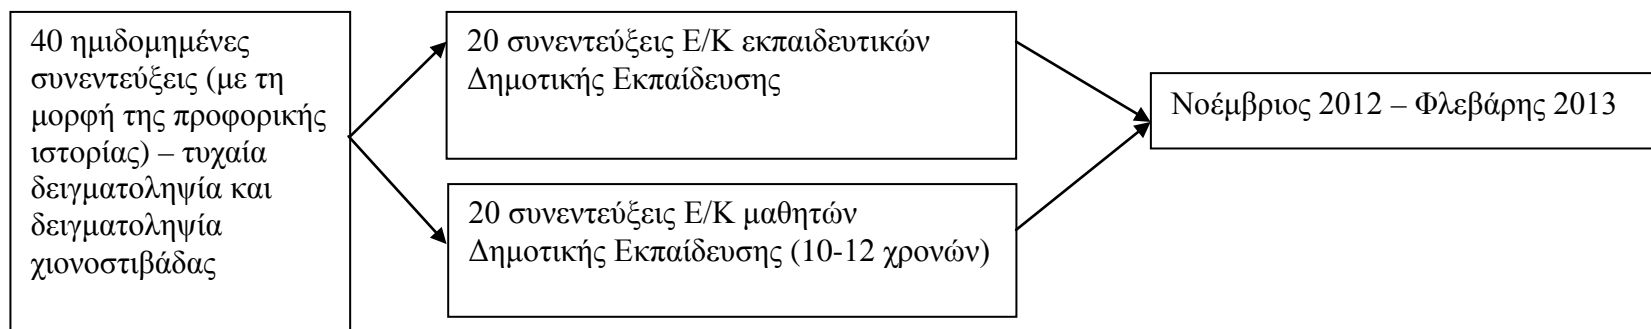 40 ημιδομημένες
συνεντεύξεις (με τη
μορφή της προφορικής
ιστορίας) – τυχαία
δειγματοληψία και
δειγματοληψία
χιονοστιβάδας
20 συνεντεύξεις Ε/Κ εκπαιδευτικών
Δημοτικής Εκπαίδευσης
20 συνεντεύξεις Ε/Κ μαθητών
Δημοτικής Εκπαίδευσης (10-12 χρονών)
Νοέμβριος 2012 – Φλεβάρης 2013